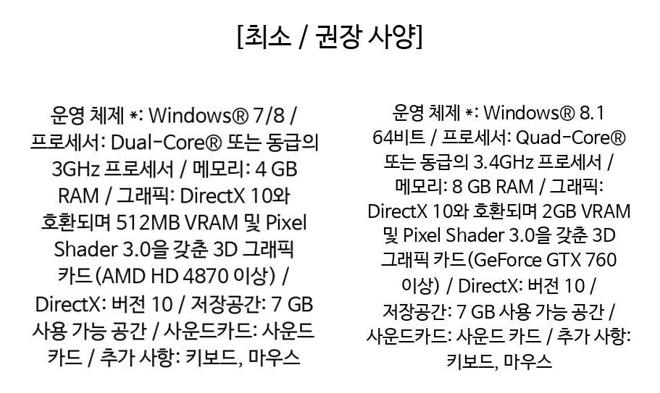 [최소 / 권장 사양]
운영 체제 *: Windows® 7/8 /
프로세서: Dual-Core® 또는 동급의
3GHz 프로세서 / 메모리: 4 GB
RAM / 그래픽: DirectX 10와
호환되며 512MB VRAM 및 Pixel
Shader 3.0을 갖춘 3D 그래픽
카드(AMD HD 4870 이상) /
DirectX: 버전 10 / 저장공간: 7 GB
사용 가능 공간 / 사운드카드: 사운드
카드 / 추가 사항: 키보드, 마우스
운영 체제 *: Windows® 8.1
64비트 / 프로세서: Quad-Core®
또는 동급의 3.4GHz 프로세서 /
메모리: 8 GB RAM / 그래픽:
DirectX 10와 호환되며 2GB VRAM
및 Pixel Shader 3.0을 갖춘 3D
그래픽 카드(GeForce GTX 760
이상) / DirectX: 버전 10 /
저장공간: 7 GB 사용 가능 공간 /
사운드카드: 사운드 카드 / 추가 사항:
키보드, 마우스